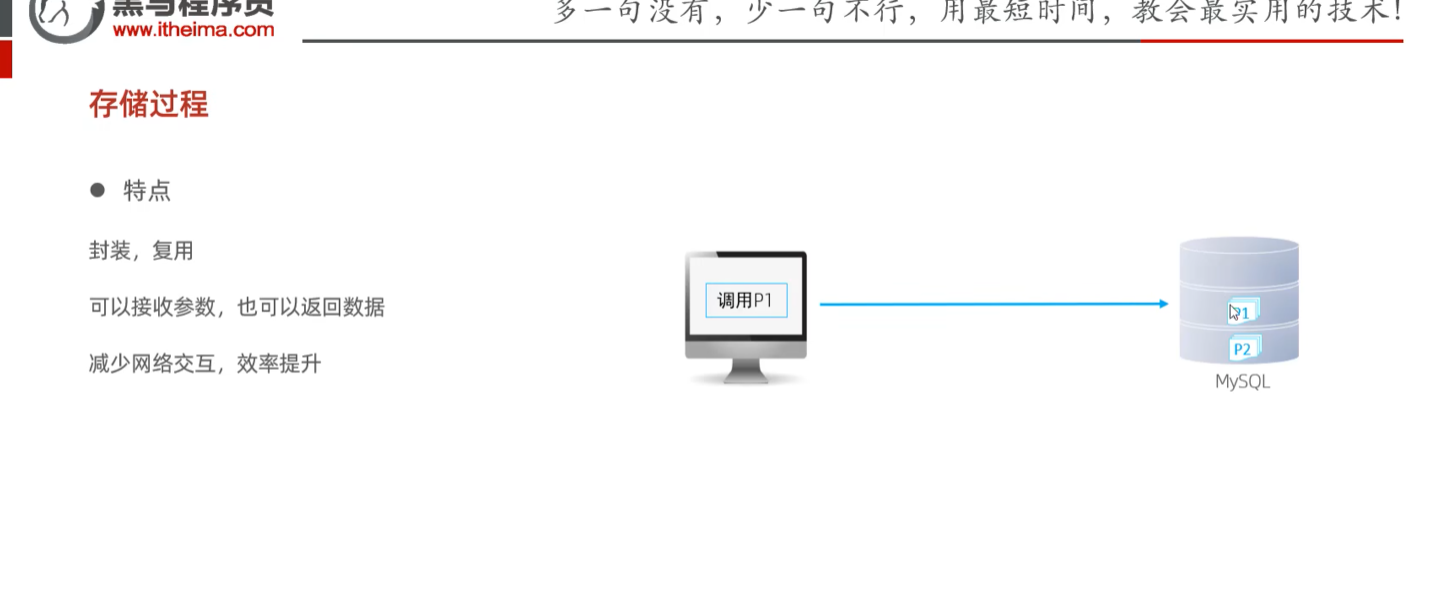 黑马程序员
www.itheima.com
多一句没有，少一句不行，用最短时间，教会最实用的技术！
存储过程
● 特点
封装，复用
可以接收参数，也可以返回数据
减少网络交互，效率提升
调用P1
P1
P2
MySQL